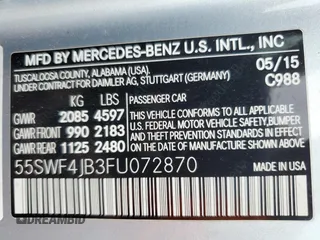 MFD BY MERCEDES-BENZ U.S. INTL., INC
TUSCALOOSA COUNTY, ALABAMA (USA)
UNDER CONTRACT FOR DAIMLER AG, STUTTGART (GERMANY)
05/15
C988
KG LBS PASSENGER CAR
GVWR 2085 4597
GAWR FRONT 990 2183
GAWR REAR 1125 2480
THIS VEHICLE CONFORMS TO ALL APPLICABLE
FEDERAL MOTOR VEHICLE SAFETY, BUMPER,
AND THEFT PREVENTION STANDARDS IN EFFECT
ON THE DATE OF MANUFACTURE SHOWN ABOVE.
55SWF4JB3FU072870
DREAMBID